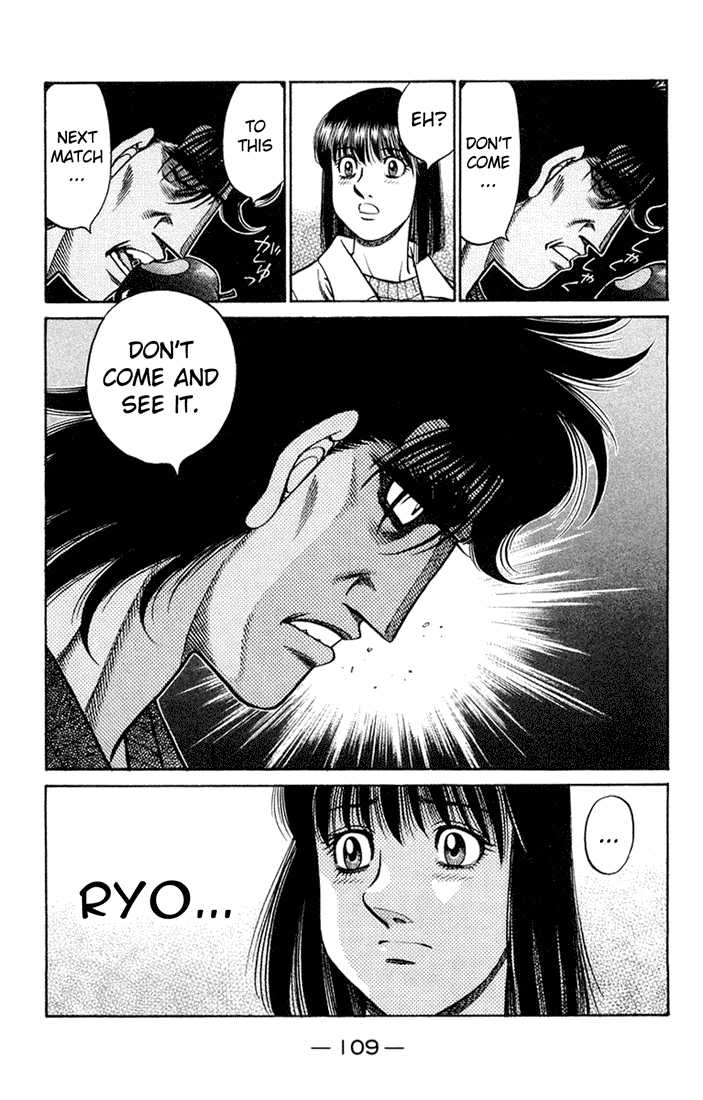 DON'T
COME
...
EH?
TO
THIS
NEXT
MATCH
...
DON'T
COME AND
SEE IT.
...
RYO...
— 109 —